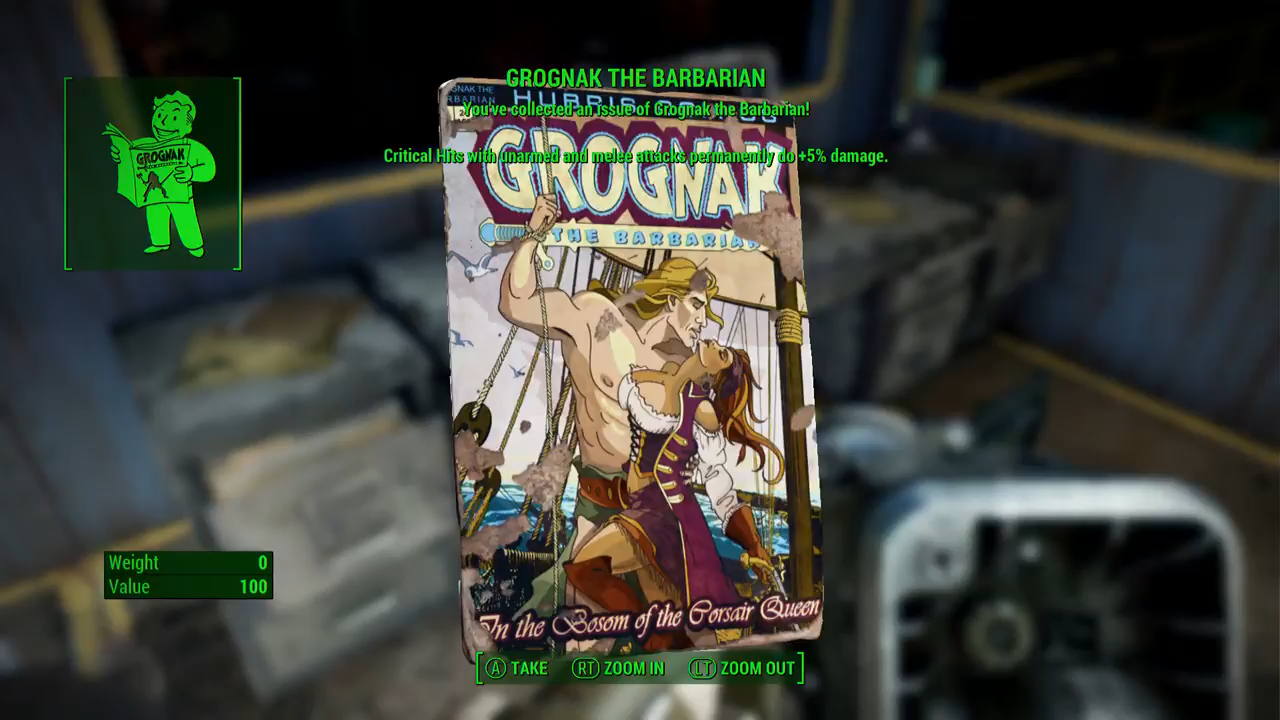 GROGNAK THE BARBARIAN
You've collected an issue of Grognak the Barbarian!
Critical Hits with unarmed and melee attacks permanently do +5% damage.
GROGNAK
GROGNAK
THE BARBARIAN
In the Bosom of the Corsair Queen
Weight 0
Value 100
A TAKE RT ZOOM IN LT ZOOM OUT